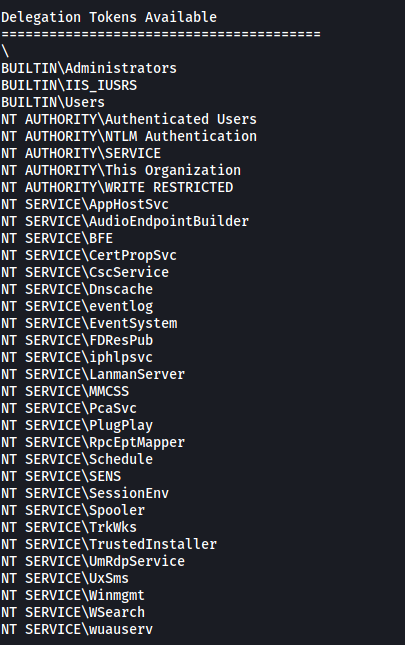 Delegation Tokens Available
========================================
\
BUILTIN\Administrators
BUILTIN\IIS_IUSRS
BUILTIN\Users
NT AUTHORITY\Authenticated Users
NT AUTHORITY\NTLM Authentication
NT AUTHORITY\SERVICE
NT AUTHORITY\This Organization
NT AUTHORITY\WRITE RESTRICTED
NT SERVICE\AppHostSvc
NT SERVICE\AudioEndpointBuilder
NT SERVICE\BFE
NT SERVICE\CertPropSvc
NT SERVICE\CscService
NT SERVICE\Dnscache
NT SERVICE\eventlog
NT SERVICE\EventSystem
NT SERVICE\FDResPub
NT SERVICE\iphlpsvc
NT SERVICE\LanmanServer
NT SERVICE\MMCSS
NT SERVICE\PcaSvc
NT SERVICE\PlugPlay
NT SERVICE\RpcEptMapper
NT SERVICE\Schedule
NT SERVICE\SENS
NT SERVICE\SessionEnv
NT SERVICE\Spooler
NT SERVICE\TrkWks
NT SERVICE\TrustedInstaller
NT SERVICE\UmRdpService
NT SERVICE\UxSms
NT SERVICE\Winmgmt
NT SERVICE\WSearch
NT SERVICE\wuauserv